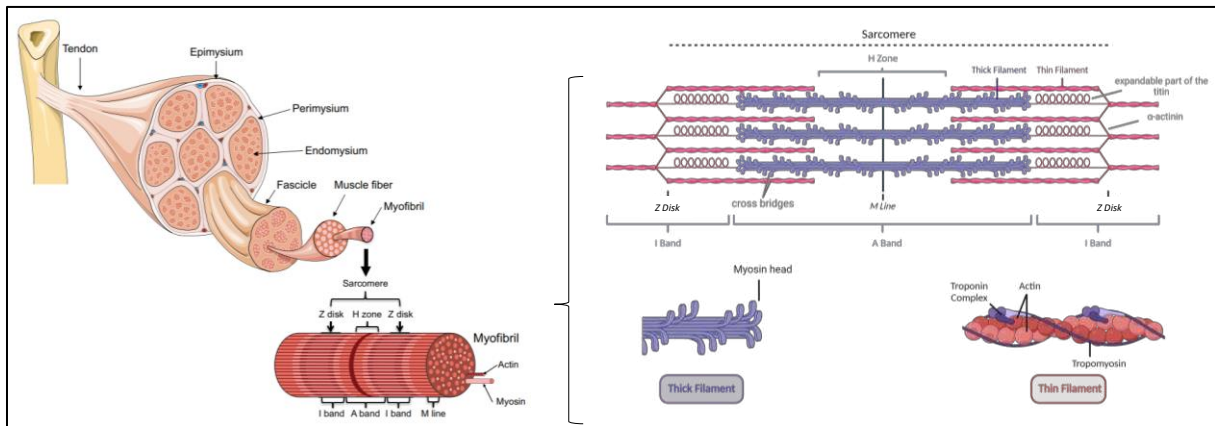 Tendon
Epimysium
Perimysium
Endomysium
Fascicle
Muscle fiber
Myofibril
Sarcomere
Z disk
H zone
Z disk
Myofibril
Actin
Myosin
I band
A band
I band
M line
Sarcomere
H Zone
Thick Filament
Thin Filament
expandable part of the
titin
α-actinin
cross bridges
Z Disk
M Line
Z Disk
I Band
A Band
I Band
Myosin head
Thick Filament
Troponin
Complex
Actin
Tropomyosin
Thin Filament